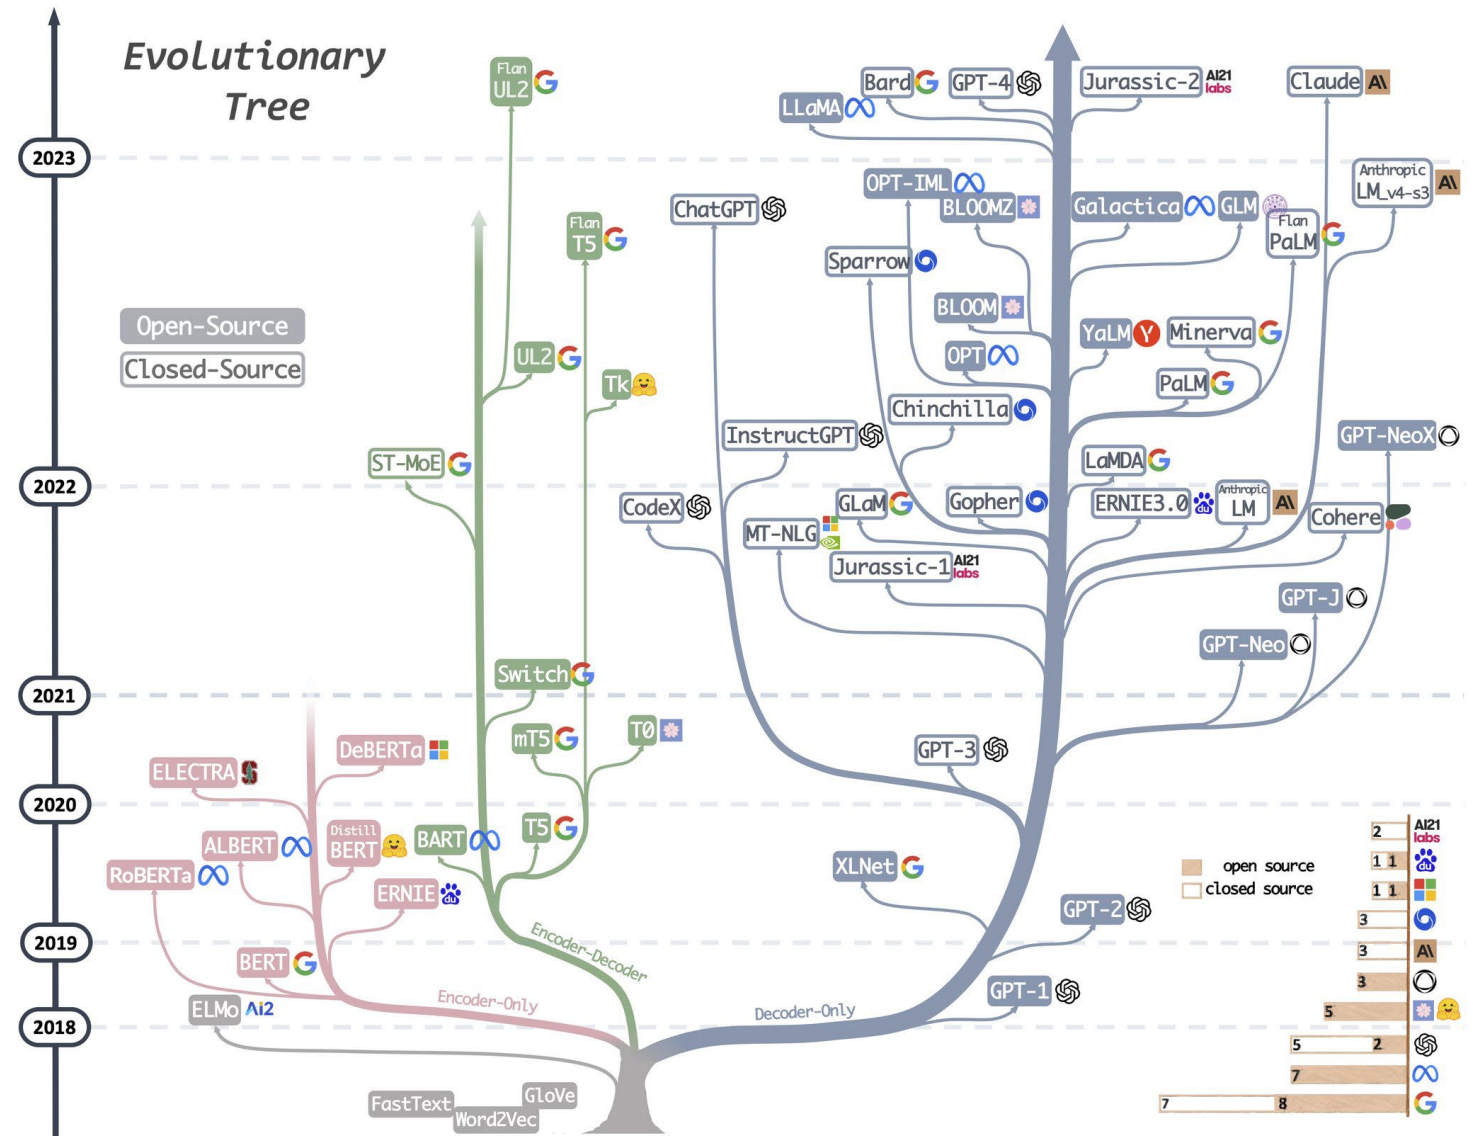 Evolutionary
Tree
2023
2022
2021
2020
2019
2018
Open-Source
Closed-Source
Flan
UL2
Flan
T5
UL2
Tk
ST-MoE
Switch
mT5
T0
T5
BART
DeBERTa
ELECTRA
ALBERT
Distill
BERT
RoBERTa
ERNIE
BERT
ELMo
Ai2
Encoder-Decoder
Encoder-Only
Decoder-Only
FastText
Word2Vec
GloVe
LLaMA
Bard
GPT-4
Jurassic-2
AI21
labs
Claude
A\
OPT-IML
BLOOMZ
Galactica
GLM
Flan
PaLM
Anthropic
LM_v4-s3
A\
ChatGPT
Sparrow
BLOOM
OPT
YaLM
Y
Minerva
PaLM
Chinchilla
InstructGPT
GPT-NeoX
LaMDA
CodeX
GLaM
Gopher
ERNIE3.0
du
Anthropic
LM
A\
Cohere
MT-NLG
Jurassic-1
AI21
labs
GPT-J
GPT-Neo
GPT-3
XLNet
GPT-2
GPT-1
open source
closed source
2
AI21
labs
1 1
du
1 1
3
3
A\
3
5
5 2
7
7 8